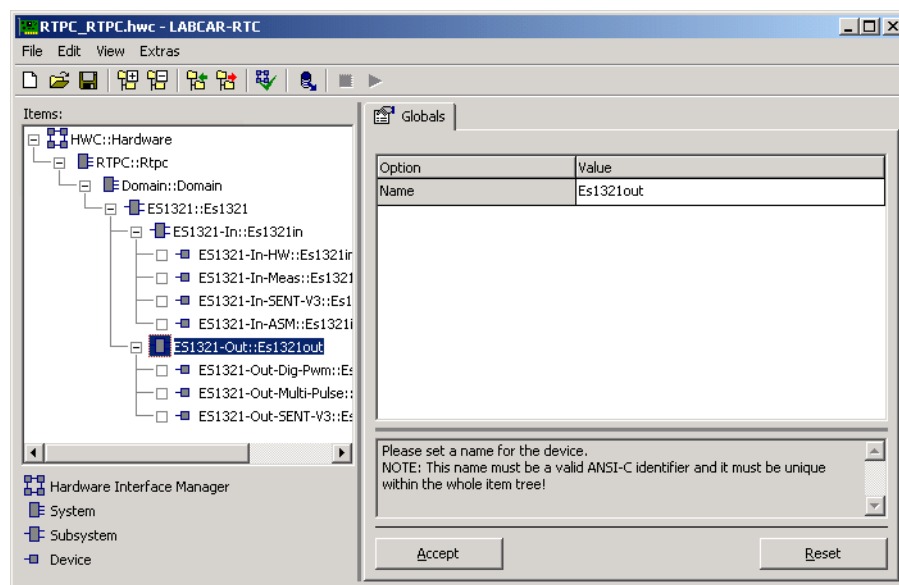 RTPC_RTPC.hwc - LABCAR-RTC
File Edit View Extras
Items:
HWC::Hardware
RTPC::Rtpc
Domain::Domain
ES1321::Es1321
ES1321-In::Es1321in
ES1321-In-HW::Es1321in
ES1321-In-Meas::Es1321
ES1321-In-SENT-V3::Es1
ES1321-In-ASM::Es1321i
ES1321-Out::Es1321out
ES1321-Out-Dig-Pwm::Es
ES1321-Out-Multi-Pulse::
ES1321-Out-SENT-V3::Es
Hardware Interface Manager
System
Subsystem
Device
Globals
Option Value
Name Es1321out
Please set a name for the device.
NOTE: This name must be a valid ANSI-C identifier and it must be unique
within the whole item tree!
Accept Reset